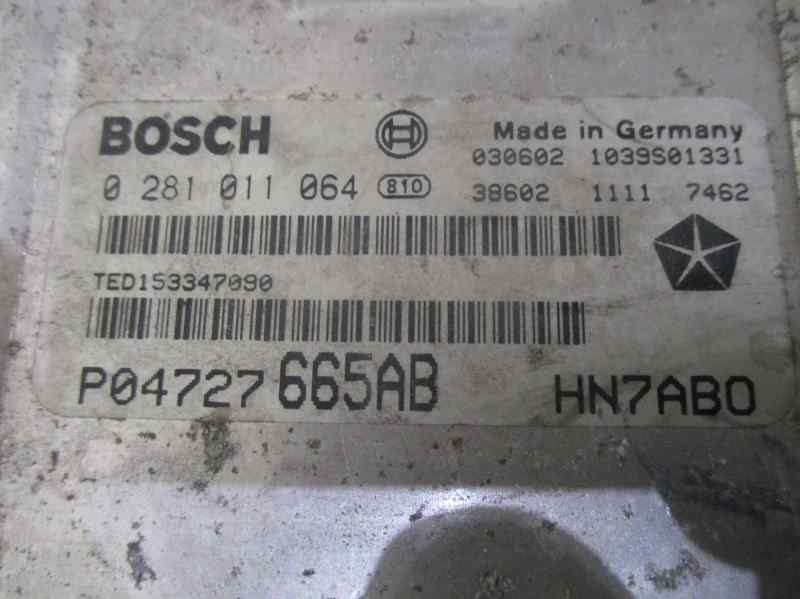 BOSCH Made in Germany
030602 1039S01331
0 281 011 064 810 38602 1111 7462
TED153347090
P04727665AB HN7AB0